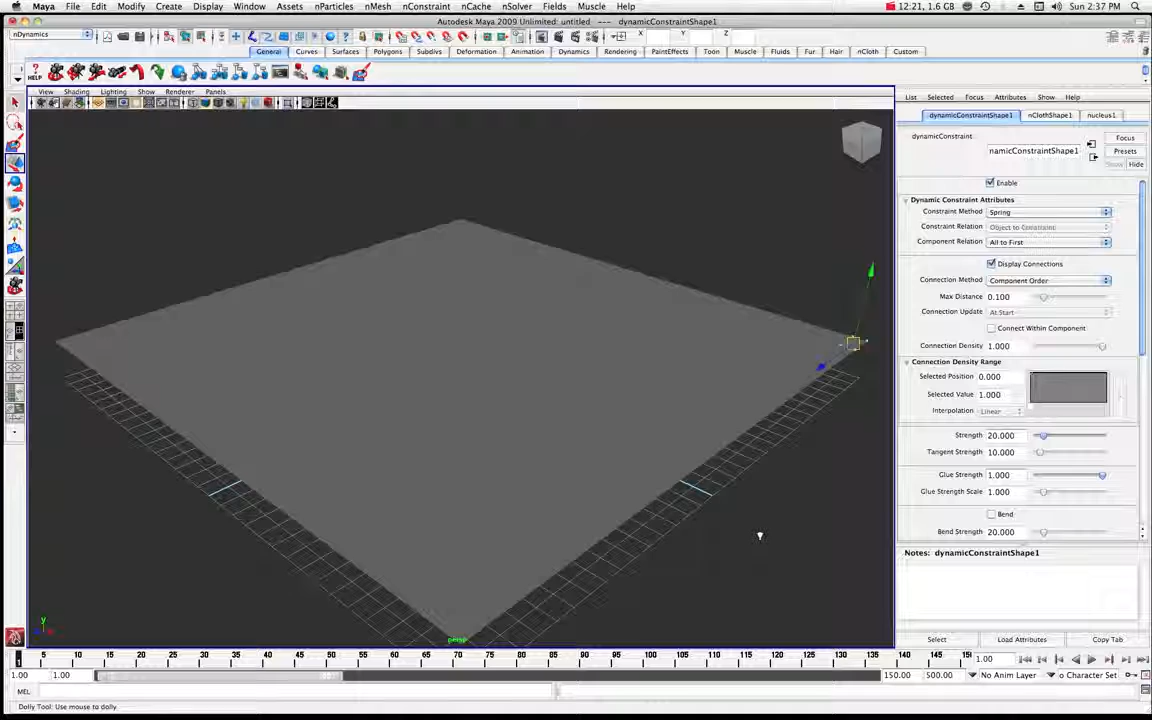 Maya File Edit Modify Create Display Window Assets nParticles nMesh nConstraint nCache nSolver Fields Muscle Help 12:21, 1.6 GB Sun 2:37 PM
Autodesk Maya 2009 Unlimited: untitled --- dynamicConstraintShape1
nDynamics X Y Z
General Curves Surfaces Polygons Subdivs Deformation Animation Dynamics Rendering PaintEffects Toon Muscle Fluids Fur Hair nCloth Custom
HELP
View Shading Lighting Show Renderer Panels
List Selected Focus Attributes Show Help
dynamicConstraintShape1 nClothShape1 nucleus1
dynamicConstraint
namicConstraintShape1
Focus
Presets
Show Hide
Enable
Dynamic Constraint Attributes
Constraint Method Spring
Constraint Relation Object to Constraint
Component Relation All to First
Display Connections
Connection Method Component Order
Max Distance 0.100
Connection Update At Start
Connect Within Component
Connection Density 1.000
Connection Density Range
Selected Position 0.000
Selected Value 1.000
Interpolation Linear
Strength 20.000
Tangent Strength 10.000
Glue Strength 1.000
Glue Strength Scale 1.000
Bend
Bend Strength 20.000
Notes: dynamicConstraintShape1
Select Load Attributes Copy Tab
y
persp
5 10 15 20 25 30 35 40 45 50 55 60 65 70 75 80 85 90 95 100 105 110 115 120 125 130 135 140 145 15 1.00
1.00 1.00 150.00 500.00 No Anim Layer o Character Set
MEL
Dolly Tool: Use mouse to dolly